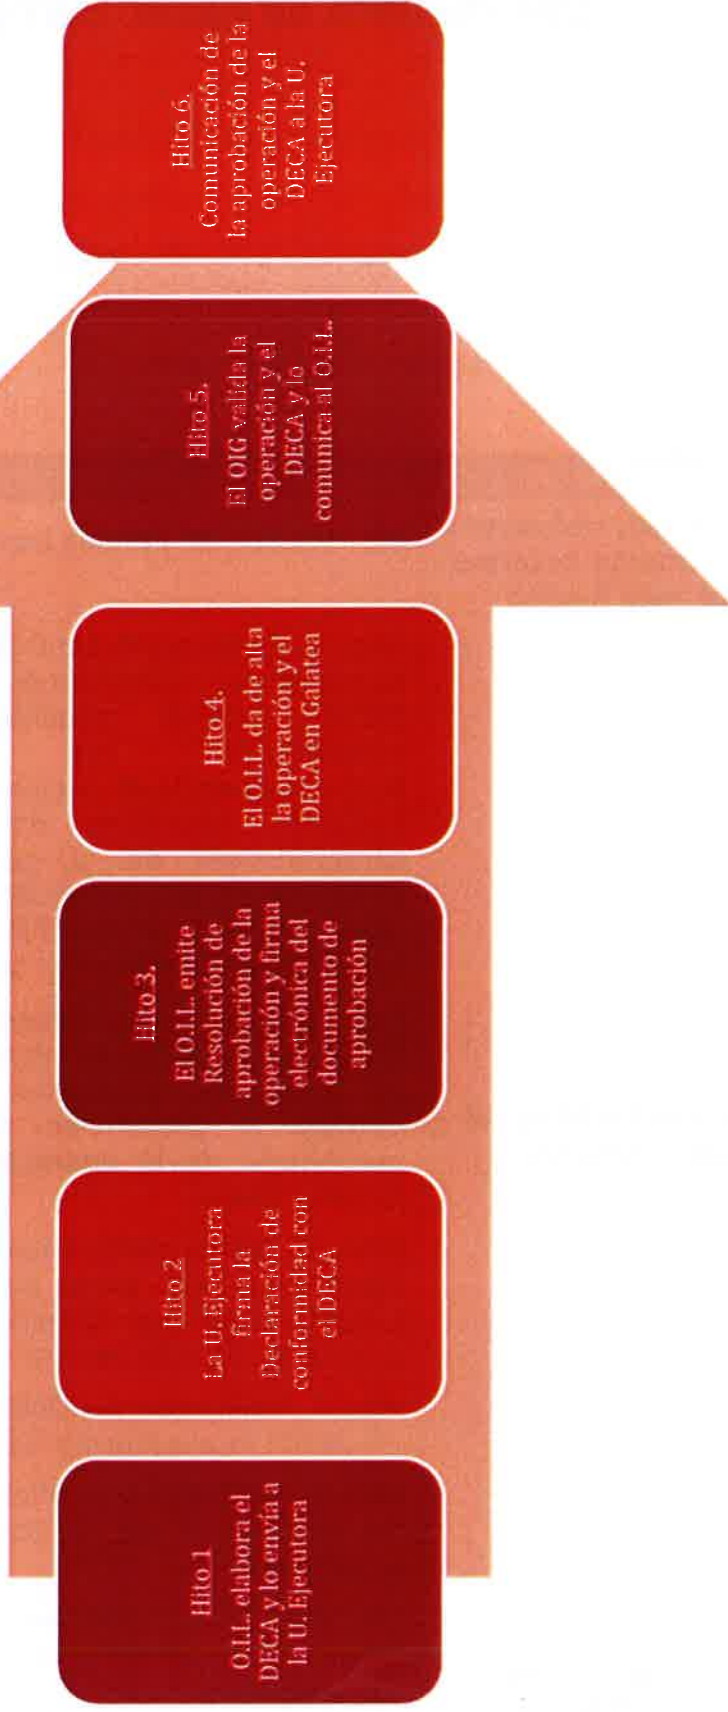 Hito 1
O.I.L. elabora el
DECA y lo envía a
la U. Ejecutora
Hito 2
La U. Ejecutora
firma la
Declaración de
conformidad con
el DECA
Hito 3.
El O.I.L. emite
Resolución de
aprobación de la
operación y firma
electrónica del
documento de
aprobación
Hito 4.
El O.I.L. da de alta
la operación y el
DECA en Galatea
Hito 5.
El OIG valida la
operación y el
DECA y lo
comunica al O.I.L.
Hito 6.
Comunicación de
la aprobación de la
operación y el
DECA a la U.
Ejecutora